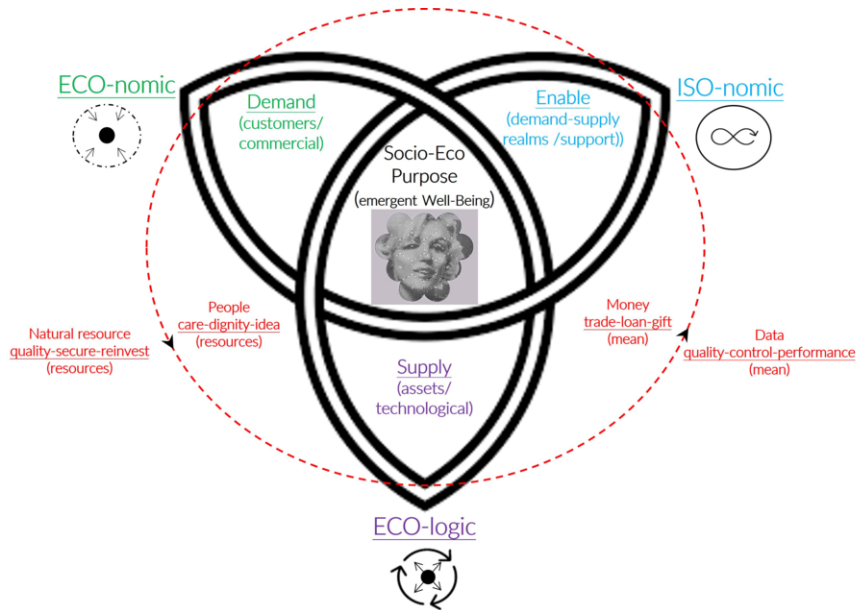 ECO-nomic
ISO-nomic
Demand
(customers/
commercial)
Enable
(demand-supply
realms /support))
Socio-Eco
Purpose
(emergent Well-Being)
Natural resource
quality-secure-reinvest
(resources)
People
care-dignity-idea
(resources)
Money
trade-loan-gift
(mean)
Data
quality-control-performance
(mean)
Supply
(assets/
technological)
ECO-logic